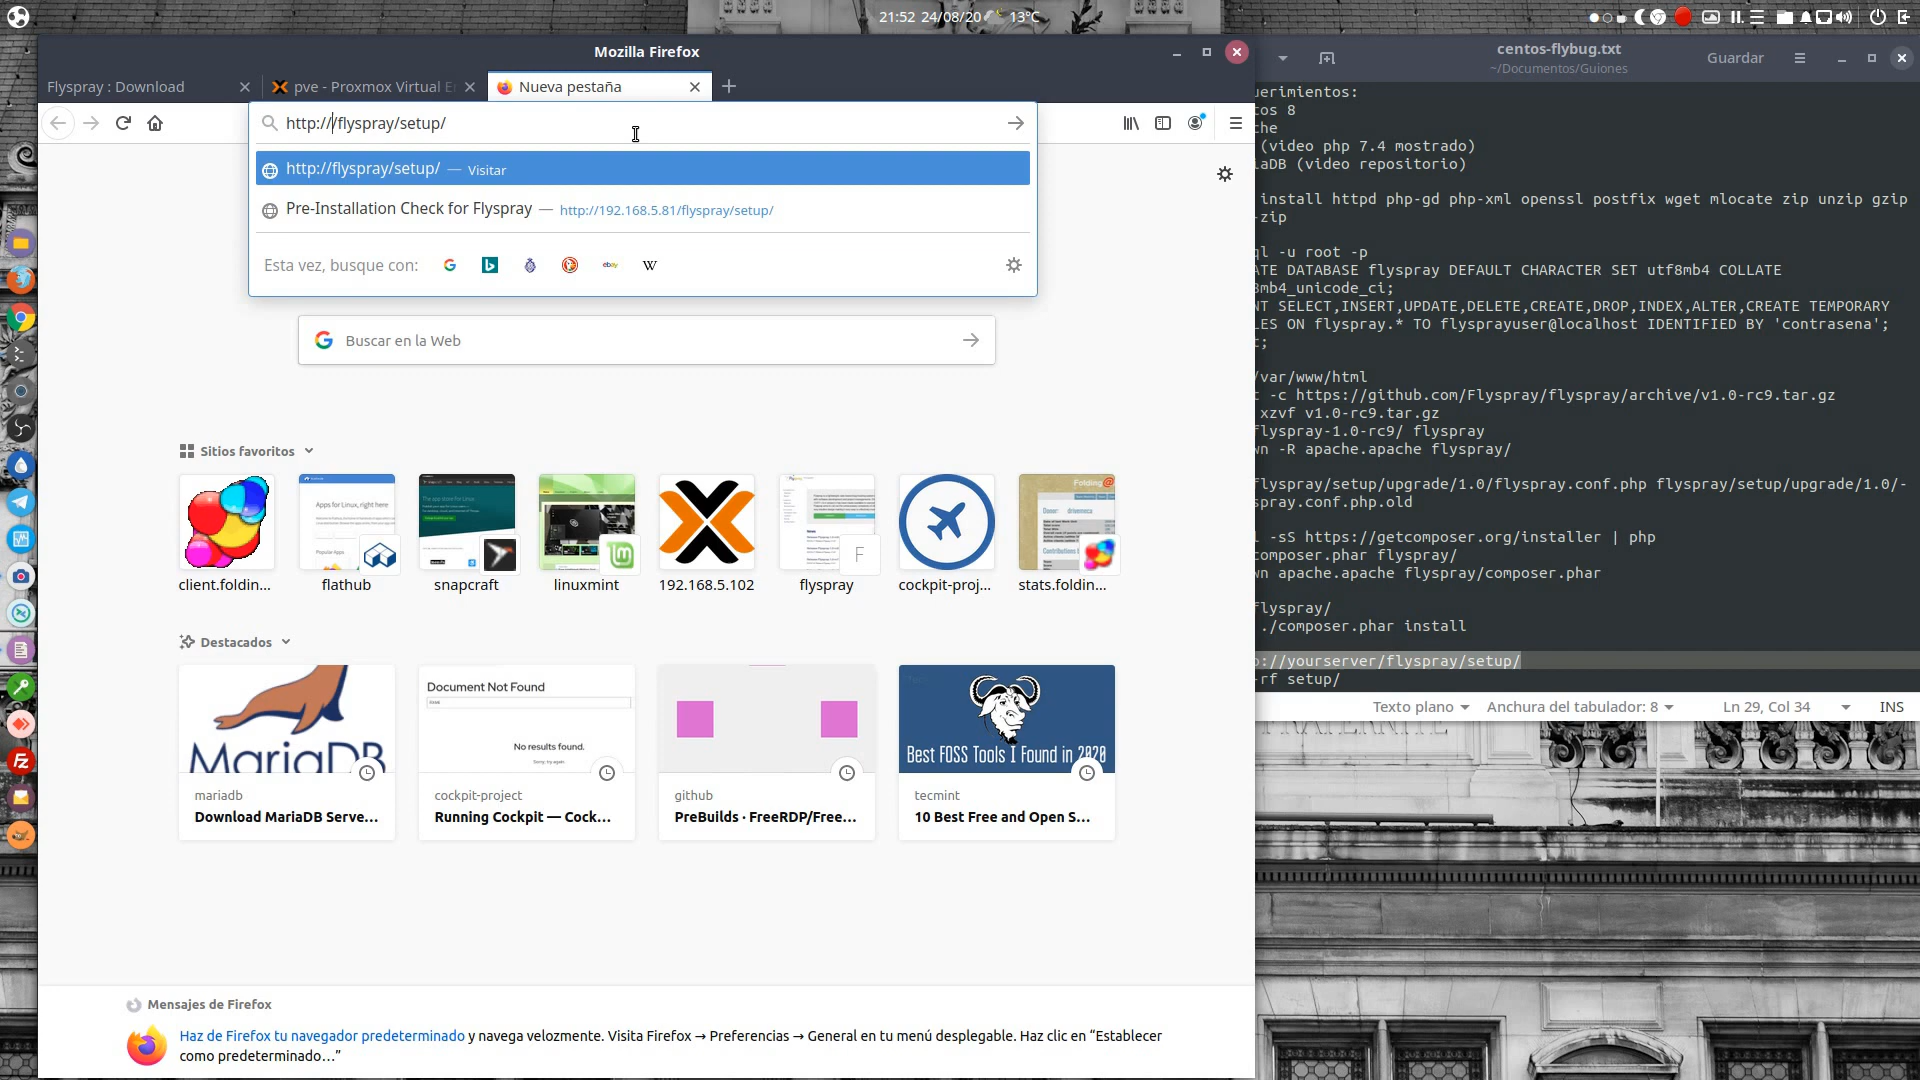 21:52 24/08/20
13°C
Mozilla Firefox
Flyspray : Download
pve - Proxmox Virtual E
Nueva pestaña
http:///flyspray/setup/
http://flyspray/setup/ — Visitar
Pre-Installation Check for Flyspray — http://192.168.5.81/flyspray/setup/
Esta vez, busque con:
Buscar en la Web
Sitios favoritos
client.foldin...
flathub
snapcraft
linuxmint
192.168.5.102
flyspray
cockpit-proj...
stats.foldin...
Apps for Linux, right here
F
Folding@
Destacados
MariaDB
mariadb
Download MariaDB Serve...
Document Not Found
No results found.
cockpit-project
Running Cockpit — Cock...
github
PreBuilds · FreeRDP/Free...
Best FOSS Tools I Found in 2020
tecmint
10 Best Free and Open S...
Mensajes de Firefox
Haz de Firefox tu navegador predeterminado y navega velozmente. Visita Firefox → Preferencias → General en tu menú desplegable. Haz clic en “Establecer
como predeterminado…”
centos-flybug.txt
~/Documentos/Guiones
Guardar
uerimientos:
tos 8
che
(video php 7.4 mostrado)
iaDB (video repositorio)
install httpd php-gd php-xml openssl postfix wget mlocate zip unzip gzip
-zip
ql -u root -p
ATE DATABASE flyspray DEFAULT CHARACTER SET utf8mb4 COLLATE
8mb4_unicode_ci;
NT SELECT,INSERT,UPDATE,DELETE,CREATE,DROP,INDEX,ALTER,CREATE TEMPORARY
LES ON flyspray.* TO flysprayuser@localhost IDENTIFIED BY 'contrasena';
t;
/var/www/html
t -c https://github.com/Flyspray/flyspray/archive/v1.0-rc9.tar.gz
xzvf v1.0-rc9.tar.gz
flyspray-1.0-rc9/ flyspray
wn -R apache.apache flyspray/
flyspray/setup/upgrade/1.0/flyspray.conf.php flyspray/setup/upgrade/1.0/-
spray.conf.php.old
l -sS https://getcomposer.org/installer | php
composer.phar flyspray/
wn apache.apache flyspray/composer.phar
flyspray/
./composer.phar install
p://yourserver/flyspray/setup/
-rf setup/
Texto plano
Anchura del tabulador: 8
Ln 29, Col 34
INS